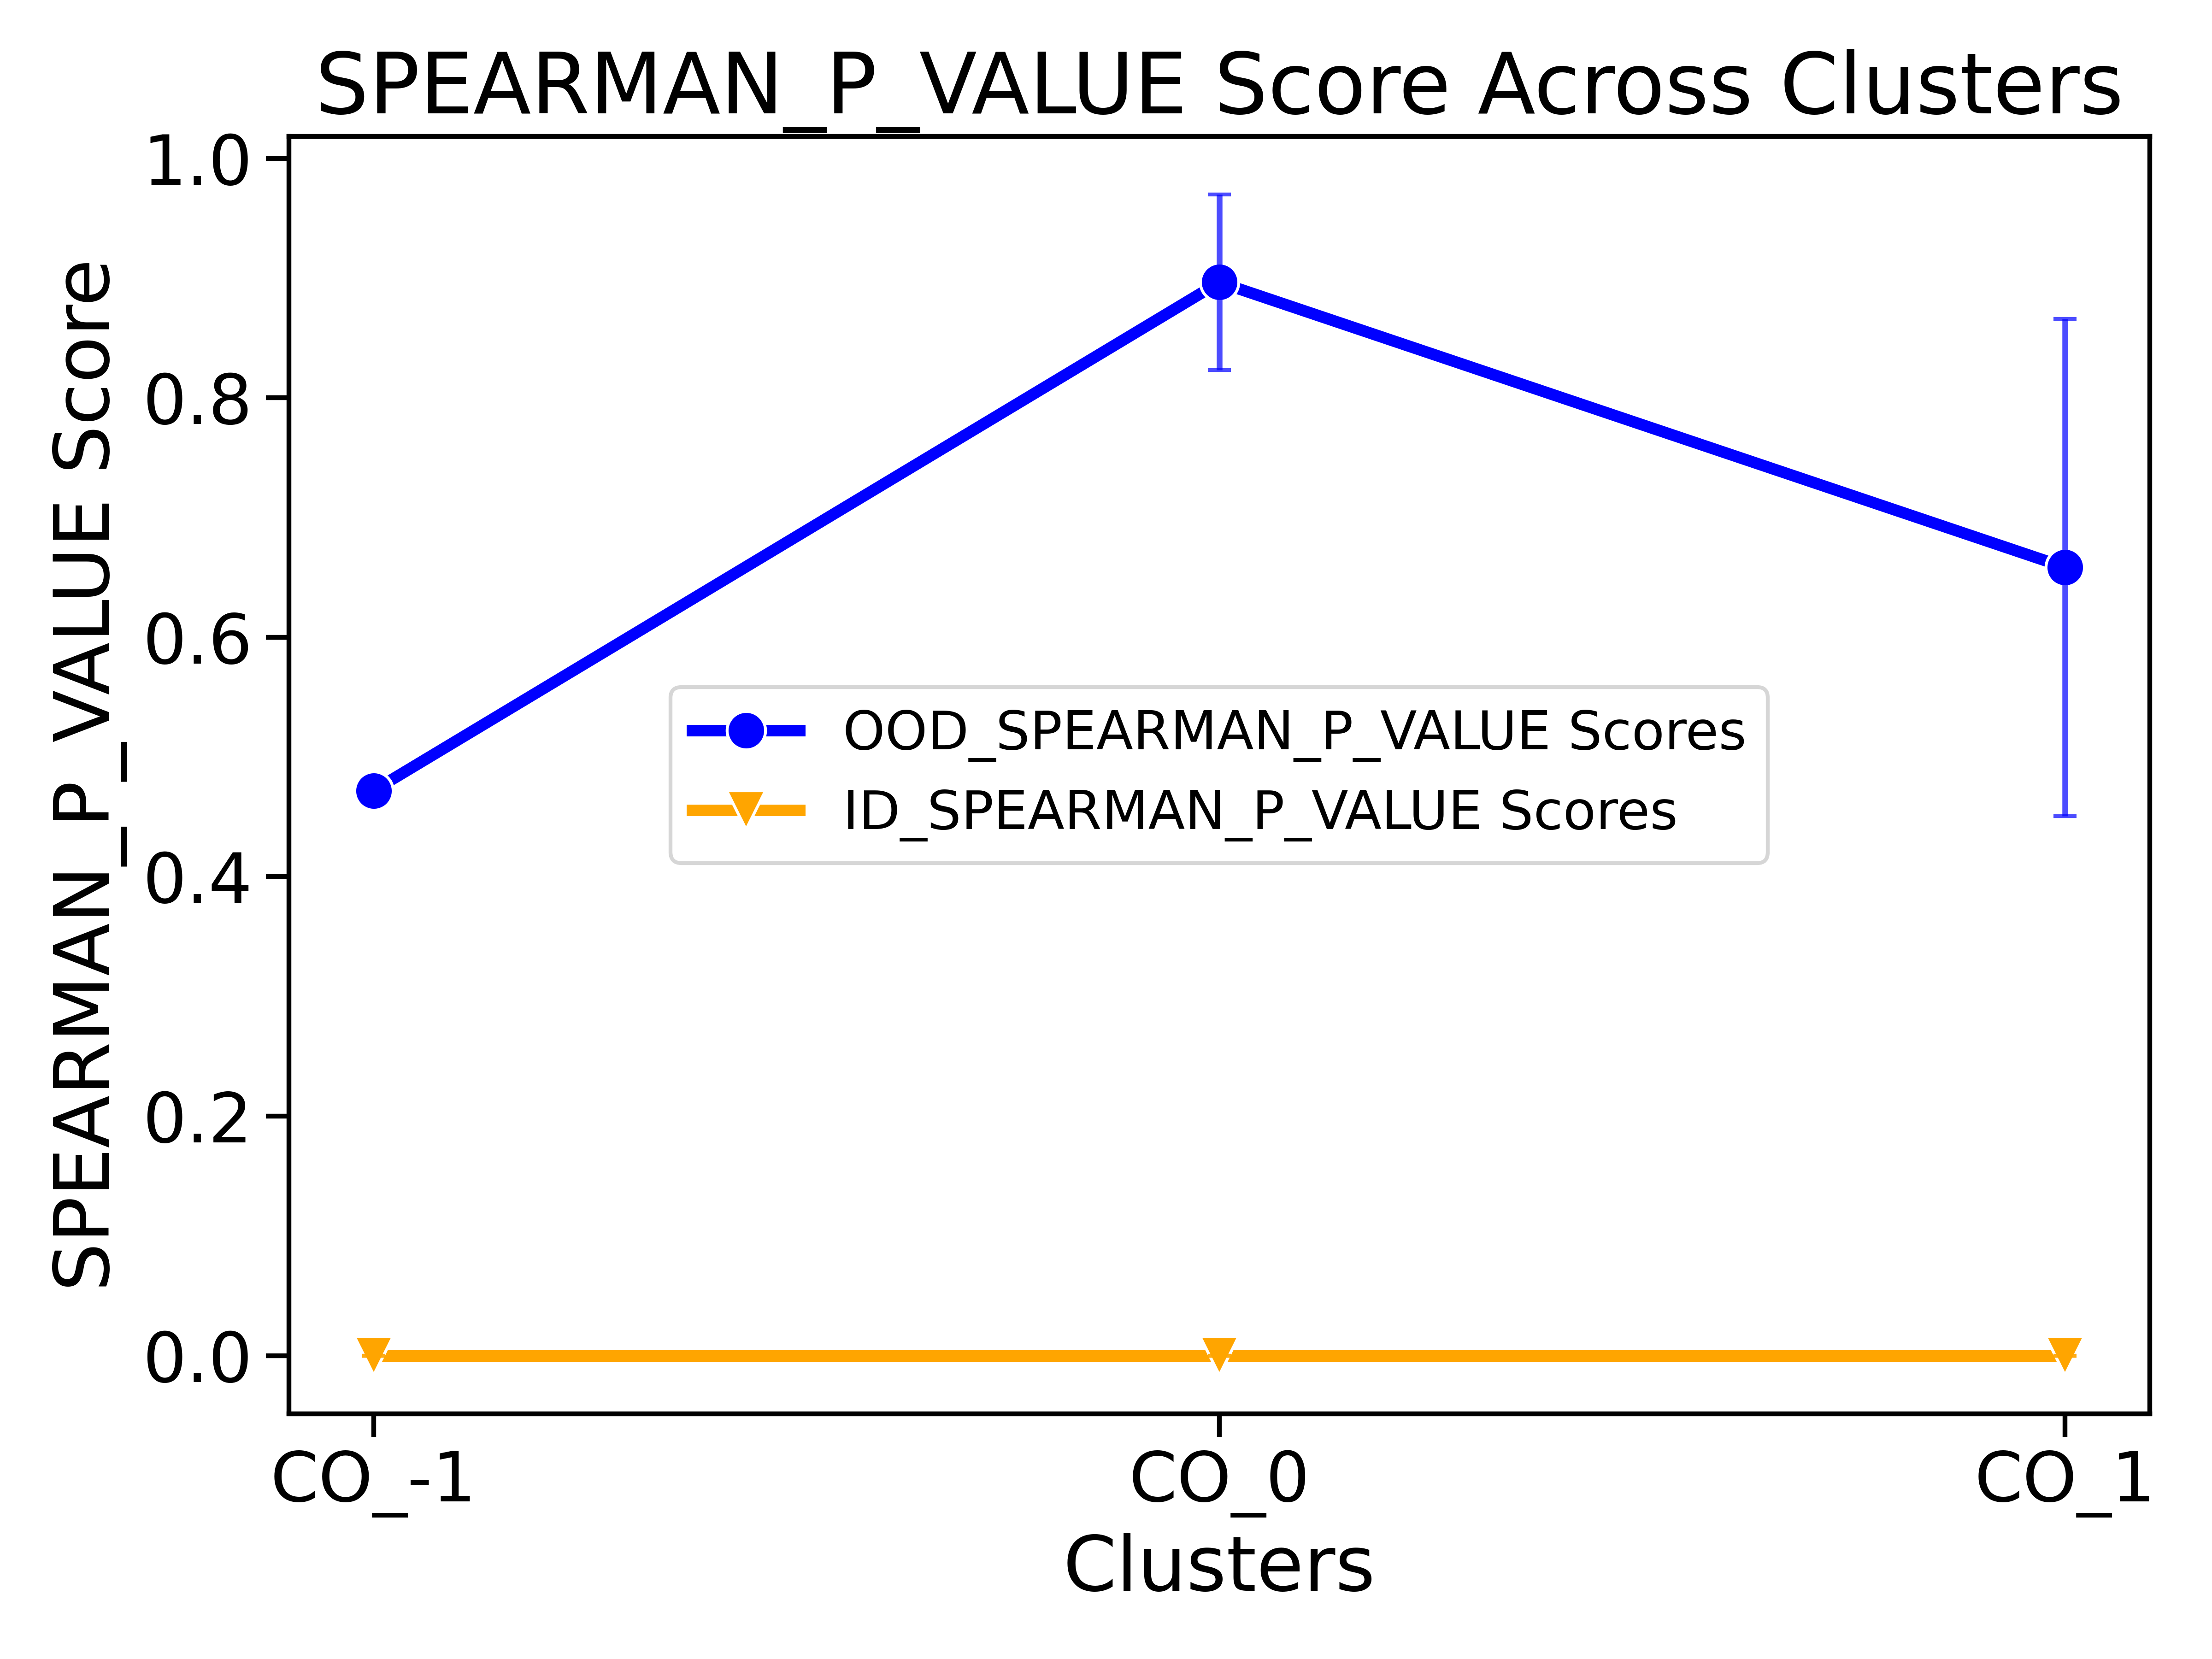 SPEARMAN_P_VALUE Score Across Clusters
SPEARMAN_P_VALUE Score
1.0
0.8
0.6
0.4
0.2
0.0
OOD_SPEARMAN_P_VALUE Scores
ID_SPEARMAN_P_VALUE Scores
CO_-1
CO_0
CO_1
Clusters